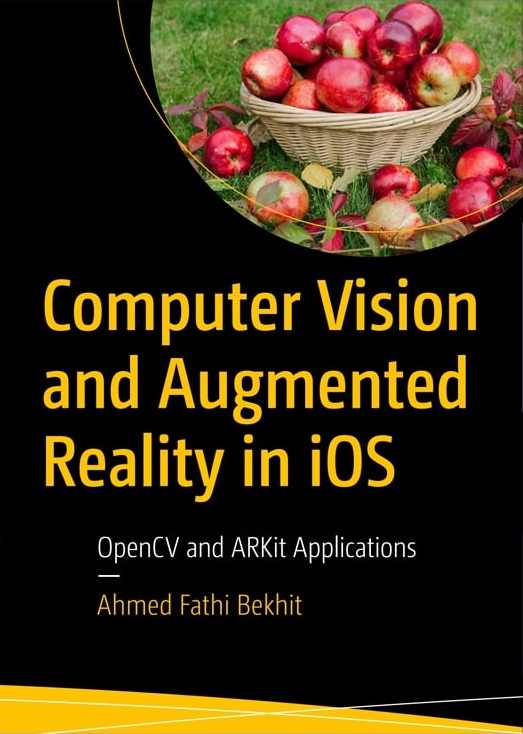 Computer Vision
and Augmented
Reality in iOS
OpenCV and ARKit Applications
Ahmed Fathi Bekhit